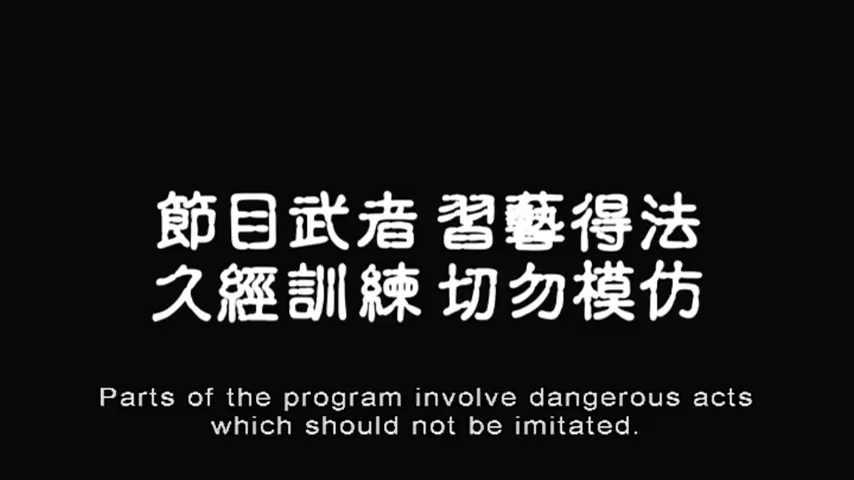 節目武者 習藝得法
久經訓練 切勿模仿
Parts of the program involve dangerous acts
which should not be imitated.